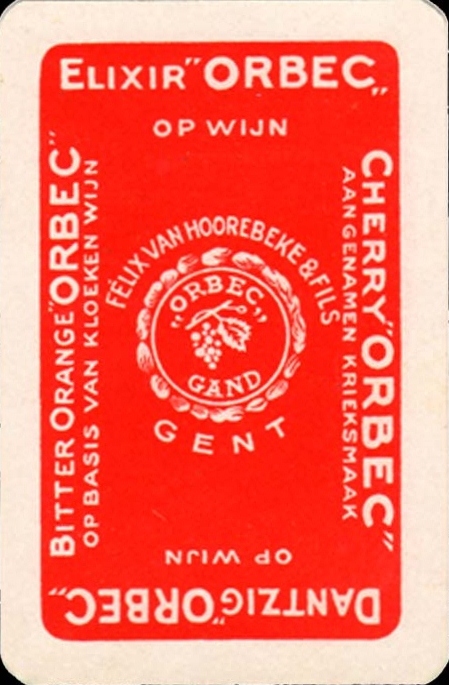 ELIXIR "ORBEC„
OP WIJN
CHERRY "ORBEC„
AANGENAMEN KRIEKSMAAK
FÉLIX VAN HOOREBEKE & FILS
„ORBEC„
GAND
GENT
BITTER ORANGE "ORBEC"
OP BASIS VAN KLOEKEN WIJN
DANTZIG „ORBEC„
OP WIJN